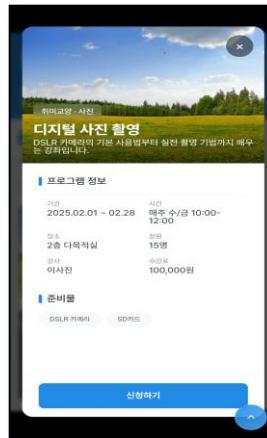 취미교양 · 사진
디지털 사진 촬영
DSLR 카메라의 기본 사용법부터 실전 촬영 기법까지 배우
는 강좌입니다.
프로그램 정보
기간
2025.02.01 ~ 02.28
시간
매주 수/금 10:00-
12:00
장소
2층 다목적실
정원
15명
강사
이사진
수강료
100,000원
준비물
DSLR 카메라
SD카드
신청하기